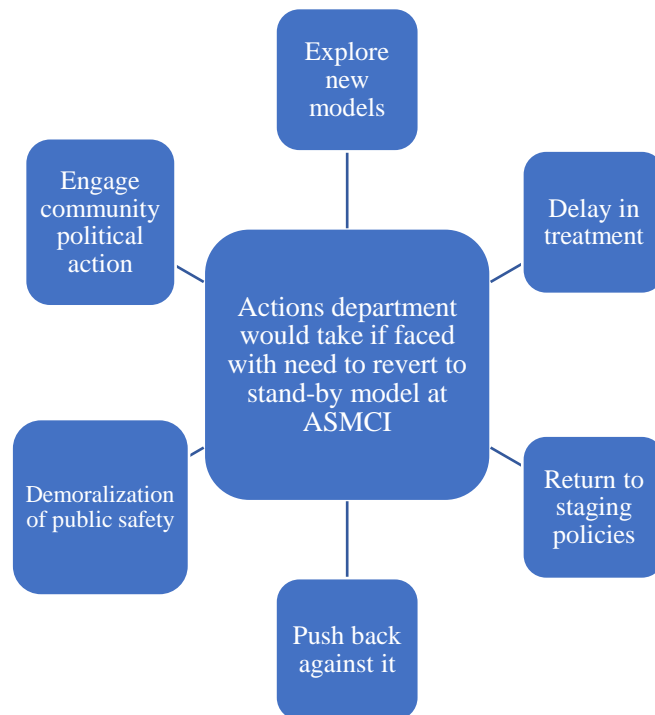 Explore
new
models
Engage
community
political
action
Delay in
treatment
Actions department
would take if faced
with need to revert to
stand-by model at
ASMCI
Demoralization
of public safety
Return to
staging
policies
Push back
against it